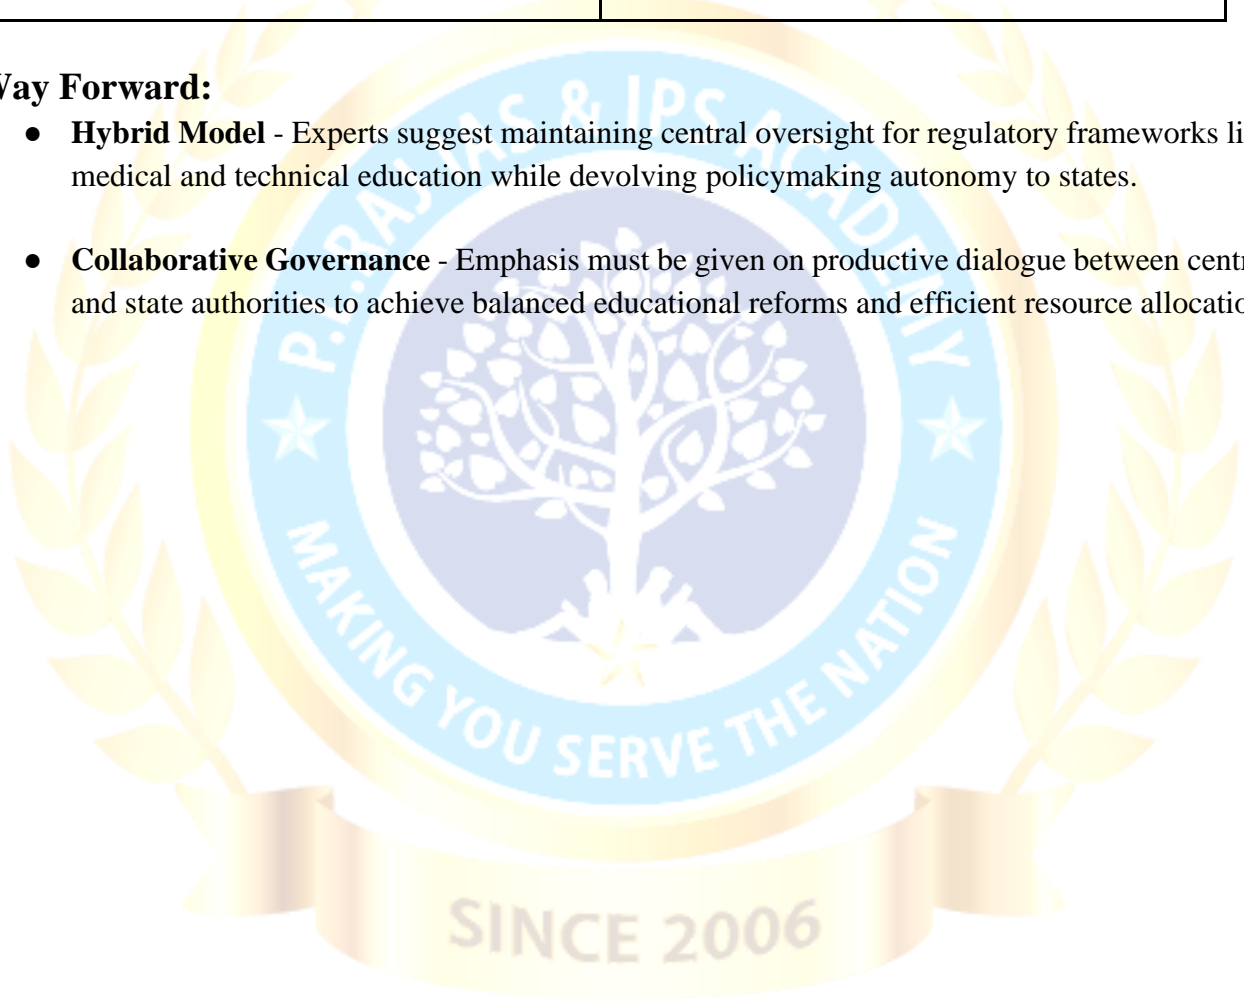 Way Forward:
● Hybrid Model - Experts suggest maintaining central oversight for regulatory frameworks li
medical and technical education while devolving policymaking autonomy to states.
● Collaborative Governance - Emphasis must be given on productive dialogue between centr
and state authorities to achieve balanced educational reforms and efficient resource allocatio
P.L.RAJ IAS & IPS ACADEMY
MAKING YOU SERVE THE NATION
SINCE 2006